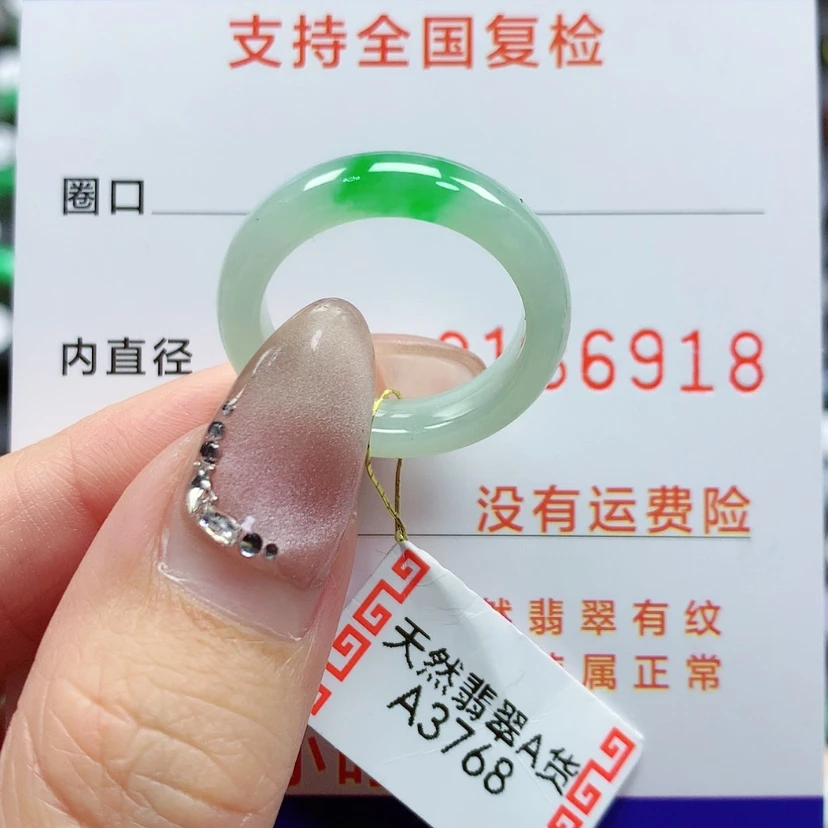 支持全国复检
圈口
内直径
6918
没有运费险
翡翠有纹
属正常
天然翡翠A货
A3768